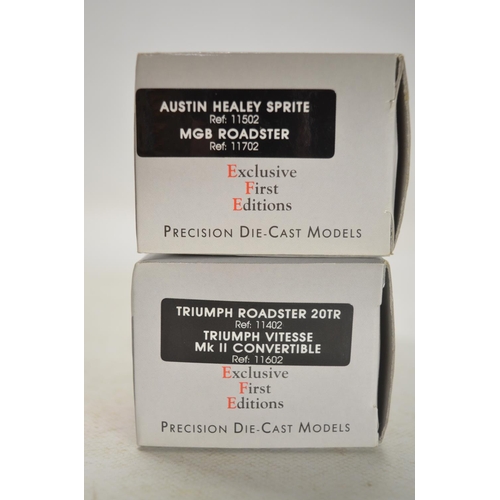 AUSTIN HEALEY SPRITE
Ref: 11502
MGB ROADSTER
Ref: 11702
Exclusive
First
Editions
PRECISION DIE-CAST MODELS
TRIUMPH ROADSTER 20TR
Ref: 11402
TRIUMPH VITESSE
Mk II CONVERTIBLE
Ref: 11602
Exclusive
First
Editions
PRECISION DIE-CAST MODELS